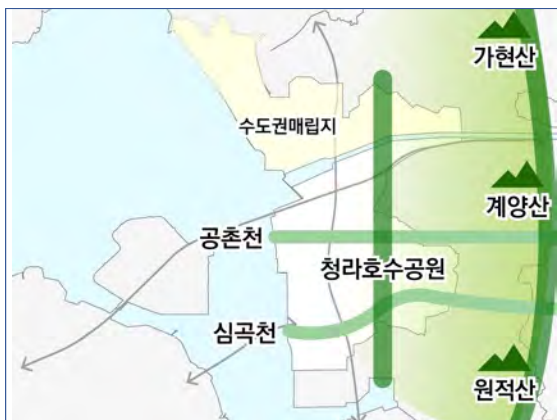 가현산
수도권매립지
계양산
공촌천
청라호수공원
심곡천
원적산